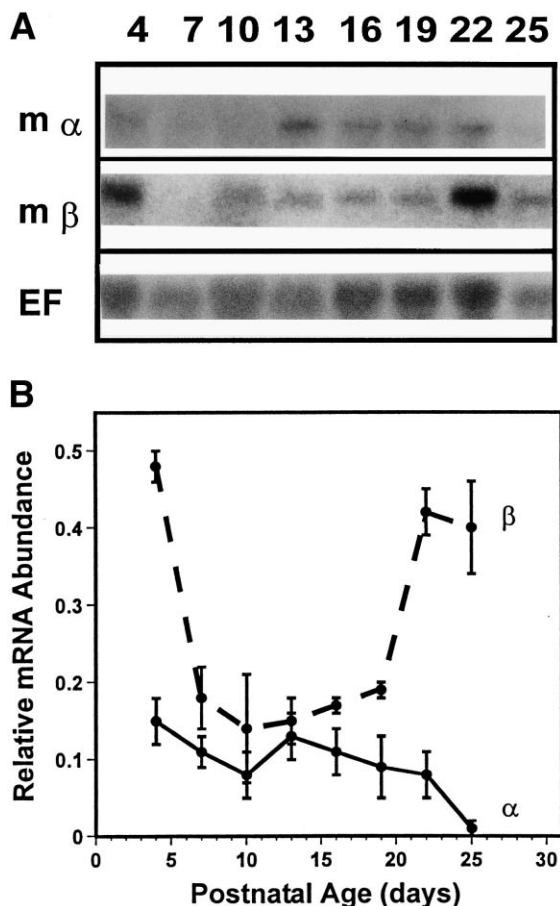 A 4 7 10 13 16 19 22 25
m α
m β
EF
B
0.5
0.4
0.3
0.2
0.1
0
β
α
0 5 10 15 20 25 30
Relative mRNA Abundance
Postnatal Age (days)